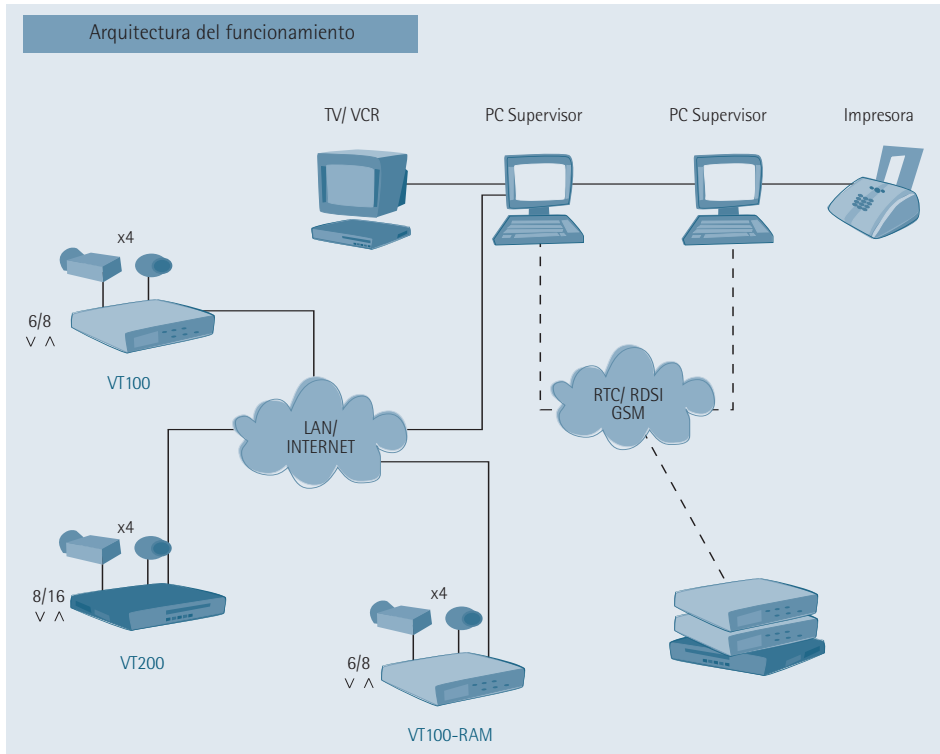 Arquitectura del funcionamiento
TV/ VCR
PC Supervisor
PC Supervisor
Impresora
x4
6/8
VT100
LAN/
INTERNET
RTC/ RDSI
GSM
x4
8/16
VT200
x4
6/8
VT100-RAM